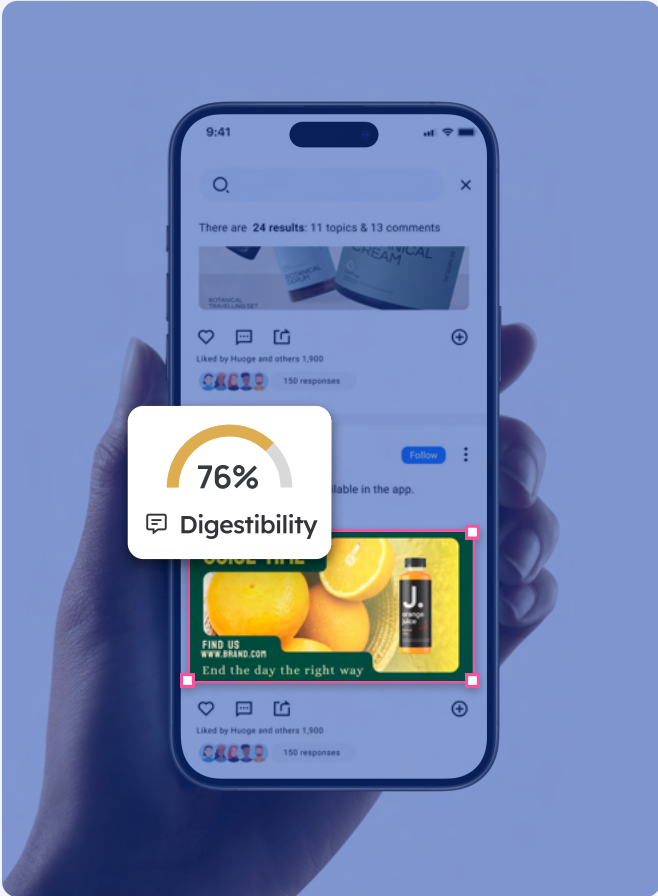 9:41
There are 24 results: 11 topics & 13 comments
BOTANICAL
CREAM
BOTANICAL
SERUM
BOTANICAL
TRAVELLING SET
Liked by Huoge and others 1,900
150 responses
Follow
in the app.
76%
Digestibility
J.
orange
juice
FIND US
WWW.BRAND.COM
End the day the right way
Liked by Huoge and others 1,900
150 responses